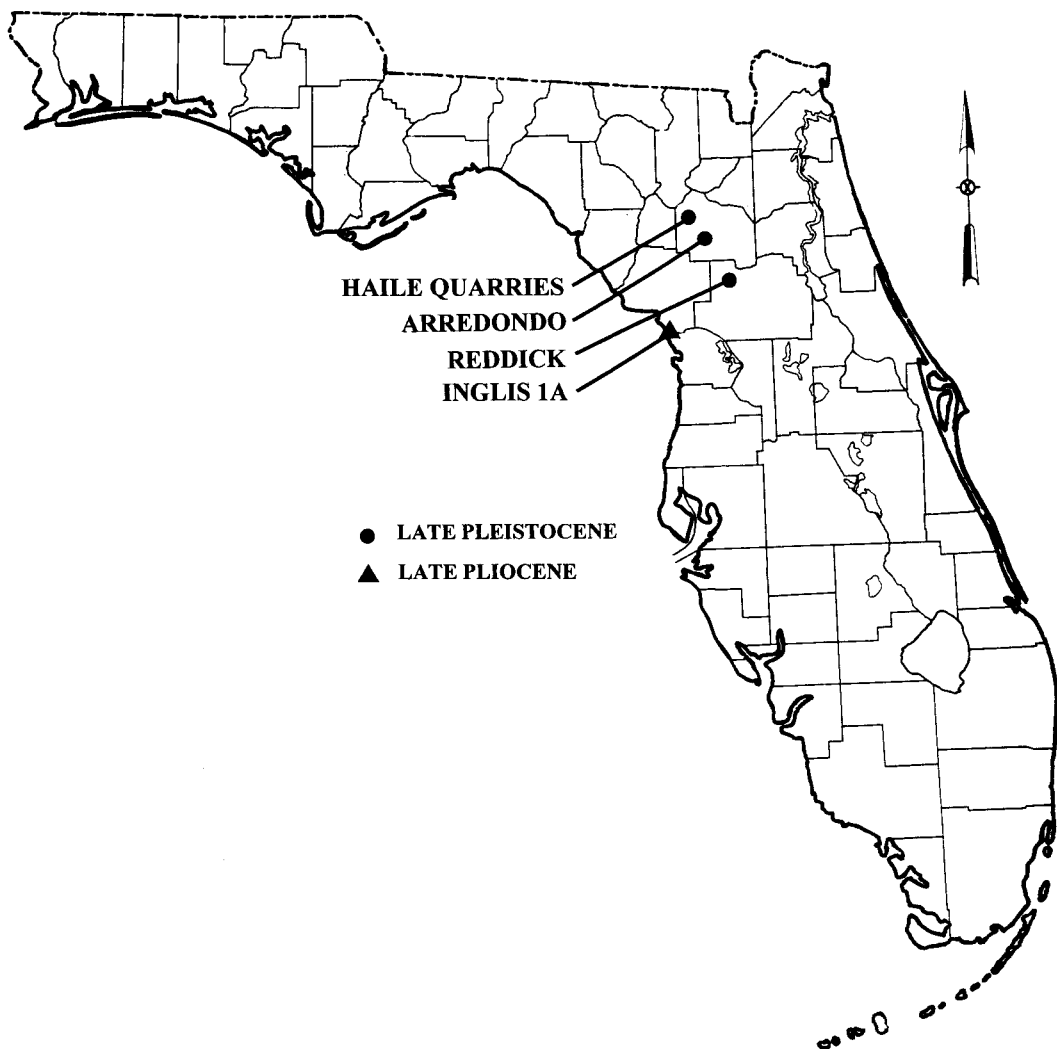 HAILE QUARRIES
ARREDONDO
REDDICK
INGLIS 1A
LATE PLEISTOCENE
LATE PLIOCENE